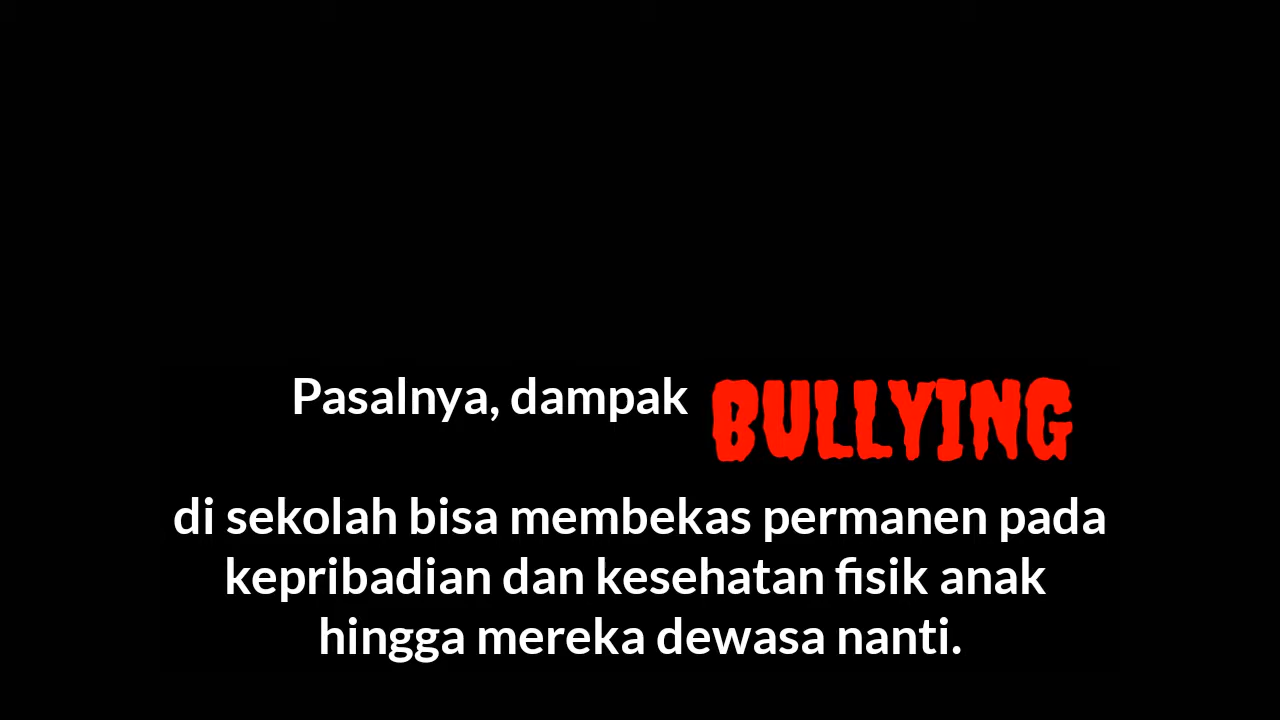 Pasalnya, dampak BULLYING
di sekolah bisa membekas permanen pada
kepribadian dan kesehatan fisik anak
hingga mereka dewasa nanti.